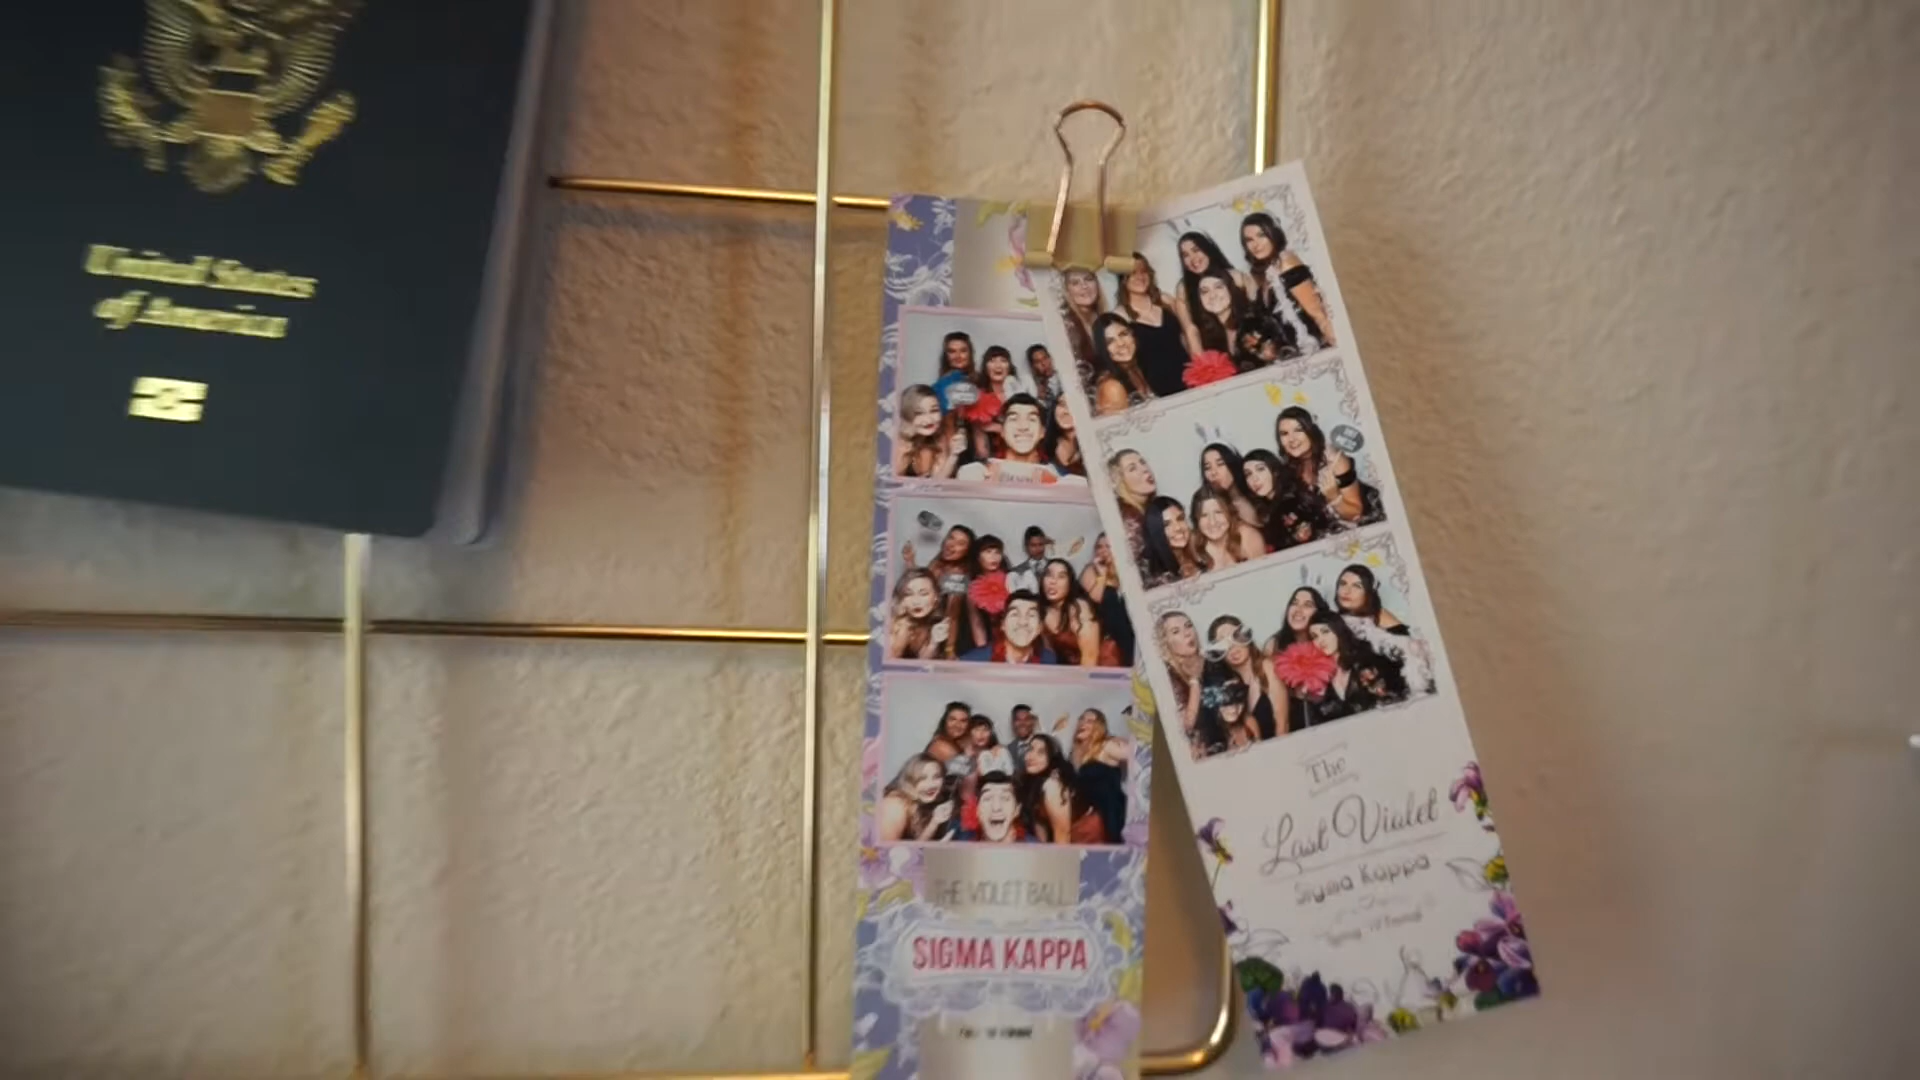 United States
of America
THE VIOLET BALL
SIGMA KAPPA
The
Last Violet
Sigma Kappa